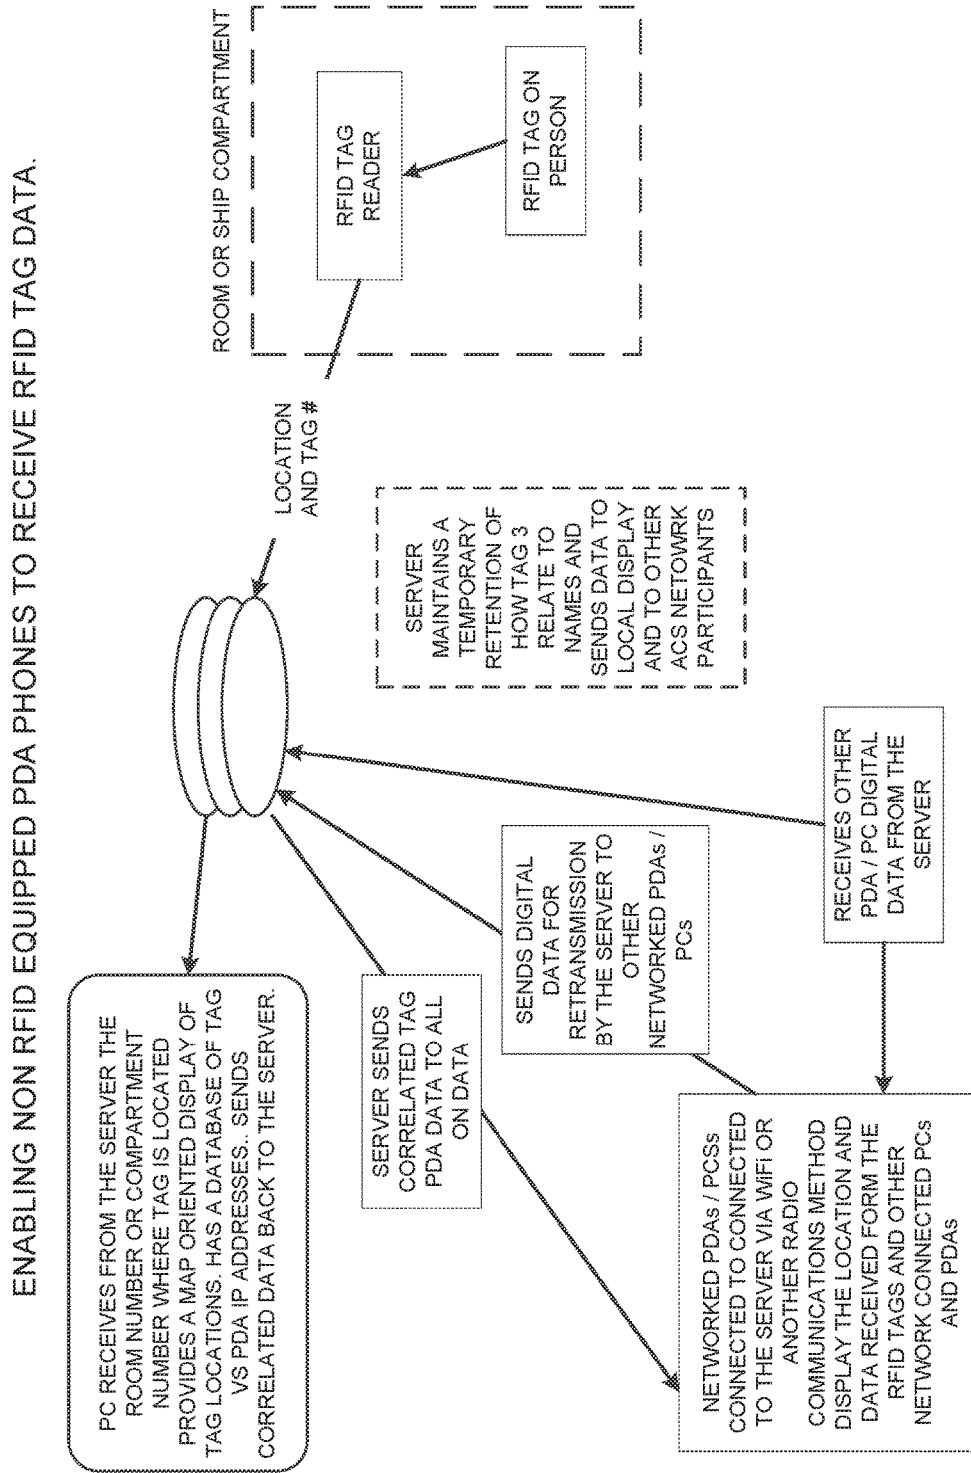 ENABLING NON RFID EQUIPPED PDA PHONES TO RECEIVE RFID TAG DATA.
PC RECEIVES FROM THE SERVER THE
ROOM NUMBER OR COMPARTMENT
NUMBER WHERE TAG IS LOCATED
PROVIDES A MAP ORIENTED DISPLAY OF
TAG LOCATIONS. HAS A DATABASE OF TAG
VS PDA IP ADDRESSES.. SENDS
CORRELATED DATA BACK TO THE SERVER.
ROOM OR SHIP COMPARTMENT
RFID TAG
READER
RFID TAG ON
PERSON
LOCATION
AND TAG #
SERVER
MAINTAINS A
TEMPORARY
RETENTION OF
HOW TAG 3
RELATE TO
NAMES AND
SENDS DATA TO
LOCAL DISPLAY
AND TO OTHER
ACS NETOWRK
PARTICIPANTS
SERVER SENDS
CORRELATED TAG
PDA DATA TO ALL
ON DATA
SENDS DIGITAL
DATA FOR
RETRANSMISSION
BY THE SERVER TO
OTHER
NETWORKED PDAs /
PCs
RECEIVES OTHER
PDA / PC DIGITAL
DATA FROM THE
SERVER
NETWORKED PDAs / PCSs
CONNECTED TO CONNECTED
TO THE SERVER VIA WiFi OR
ANOTHER RADIO
COMMUNICATIONS METHOD
DISPLAY THE LOCATION AND
DATA RECEIVED FORM THE
RFID TAGS AND OTHER
NETWORK CONNECTED PCs
AND PDAs